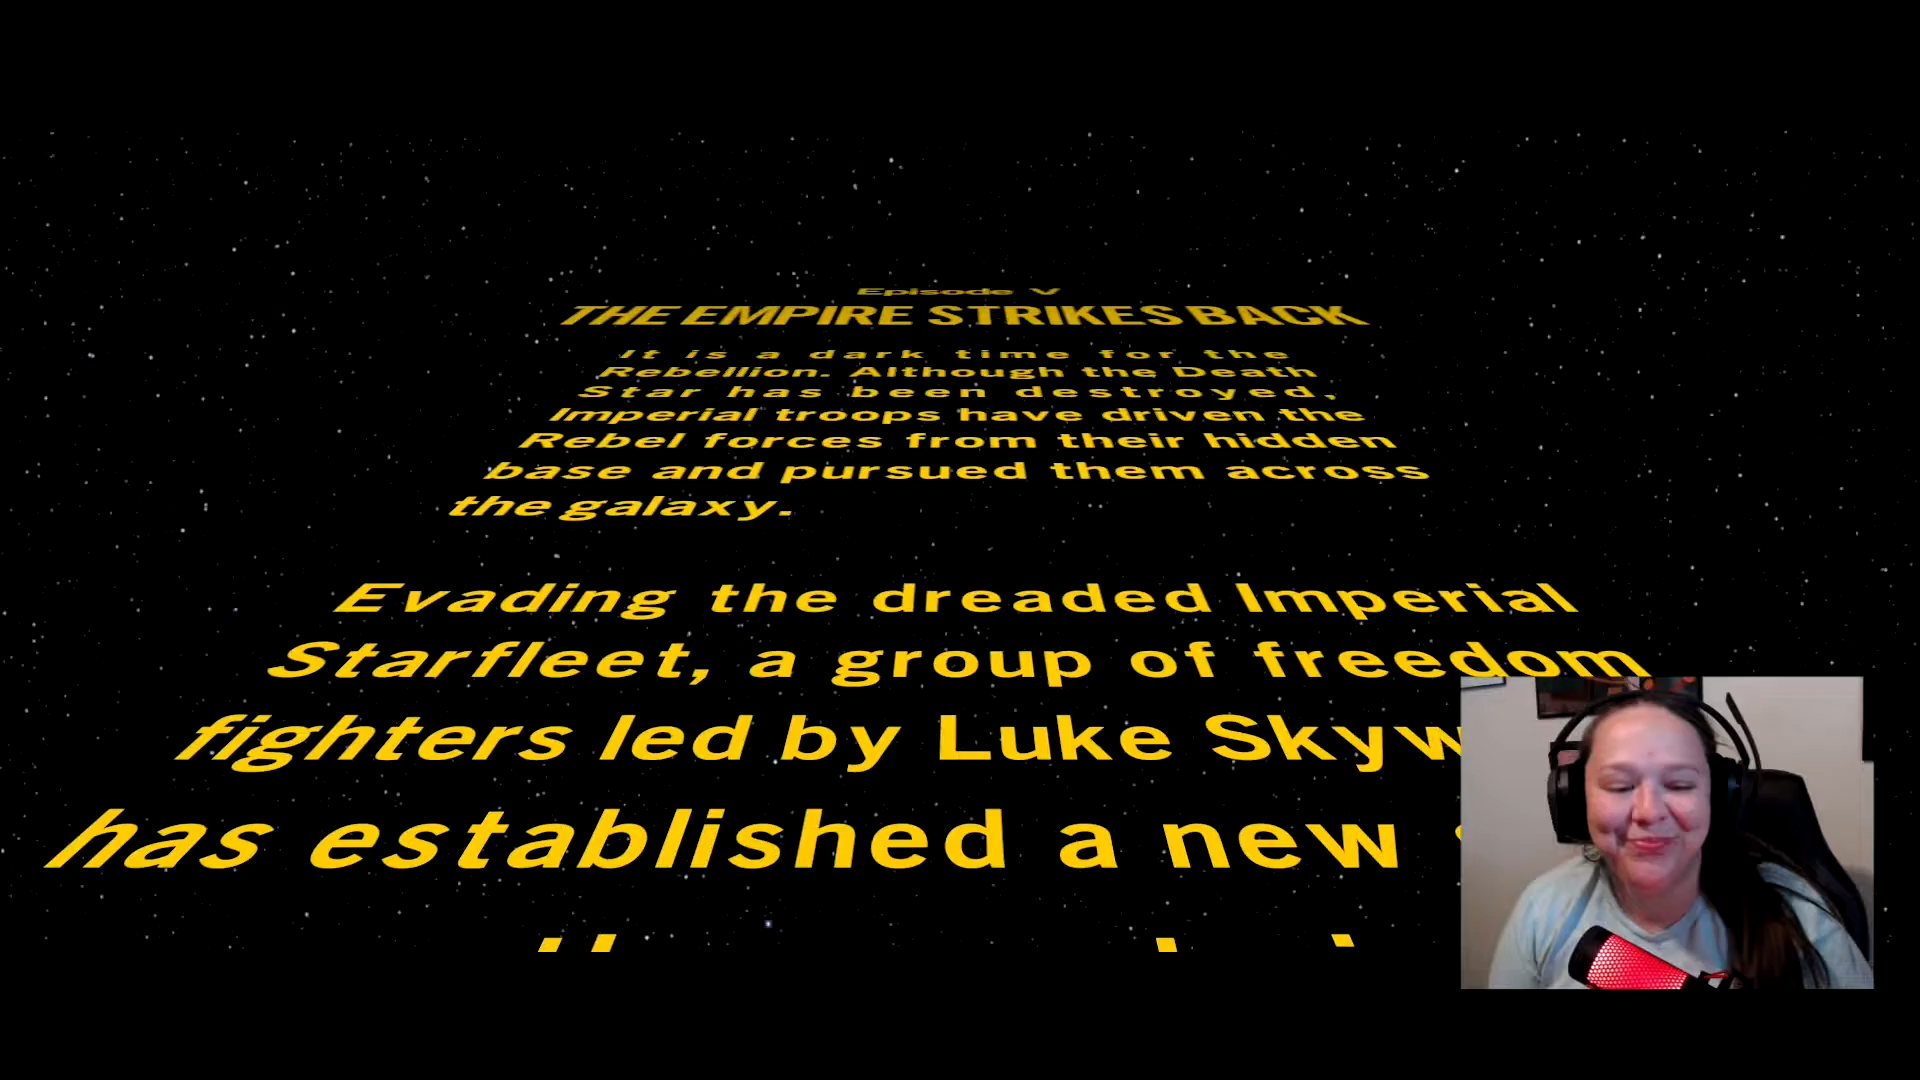 Episode V
THE EMPIRE STRIKES BACK
It is a dark time for the
Rebellion. Although the Death
Star has been destroyed,
Imperial troops have driven the
Rebel forces from their hidden
base and pursued them across
the galaxy.
Evading the dreaded Imperial
Starfleet, a group of freedom
fighters led by Luke
has established a new